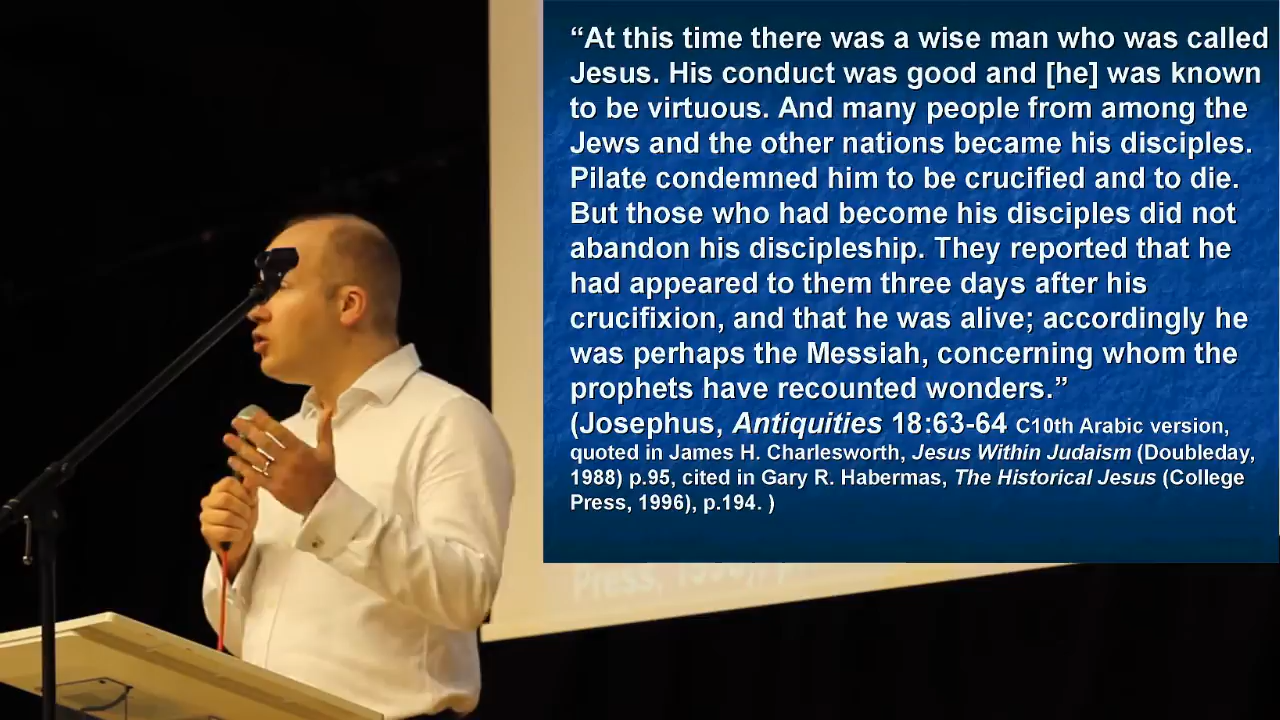 “At this time there was a wise man who was called
Jesus. His conduct was good and [he] was known
to be virtuous. And many people from among the
Jews and the other nations became his disciples.
Pilate condemned him to be crucified and to die.
But those who had become his disciples did not
abandon his discipleship. They reported that he
had appeared to them three days after his
crucifixion, and that he was alive; accordingly he
was perhaps the Messiah, concerning whom the
prophets have recounted wonders.”
(Josephus, Antiquities 18:63-64 C10th Arabic version,
quoted in James H. Charlesworth, Jesus Within Judaism (Doubleday,
1988) p.95, cited in Gary R. Habermas, The Historical Jesus (College
Press, 1996), p.194. )
Press,